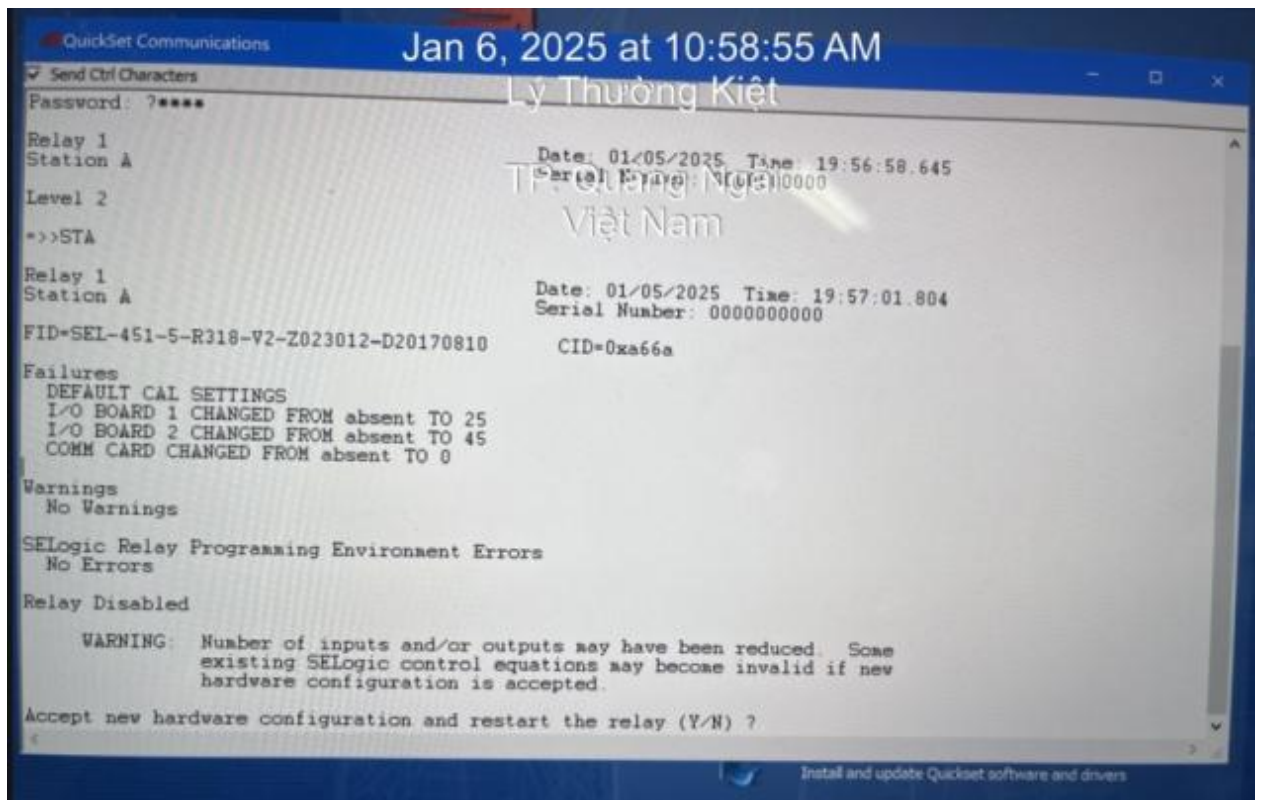 QuickSet Communications
Jan 6, 2025 at 10:58:55 AM
Send Ctrl Characters
Lý Thường Kiệt
Password: ?****
Relay 1
Station A
Date: 01/05/2025 Time: 19:56:58.645
TP. Quảng Ngãi
Level 2
Việt Nam
=>>STA
Relay 1
Station A
Date: 01/05/2025 Time: 19:57:01.804
Serial Number: 0000000000
FID=SEL-451-5-R318-V2-Z023012-D20170810 CID=0xa66a
Failures
DEFAULT CAL SETTINGS
I/O BOARD 1 CHANGED FROM absent TO 25
I/O BOARD 2 CHANGED FROM absent TO 45
COMM CARD CHANGED FROM absent TO 0
Warnings
No Warnings
SELogic Relay Programming Environment Errors
No Errors
Relay Disabled
WARNING: Number of inputs and/or outputs may have been reduced. Some
existing SELogic control equations may become invalid if new
hardware configuration is accepted.
Accept new hardware configuration and restart the relay (Y/N) ?
Install and update Quickset software and drivers